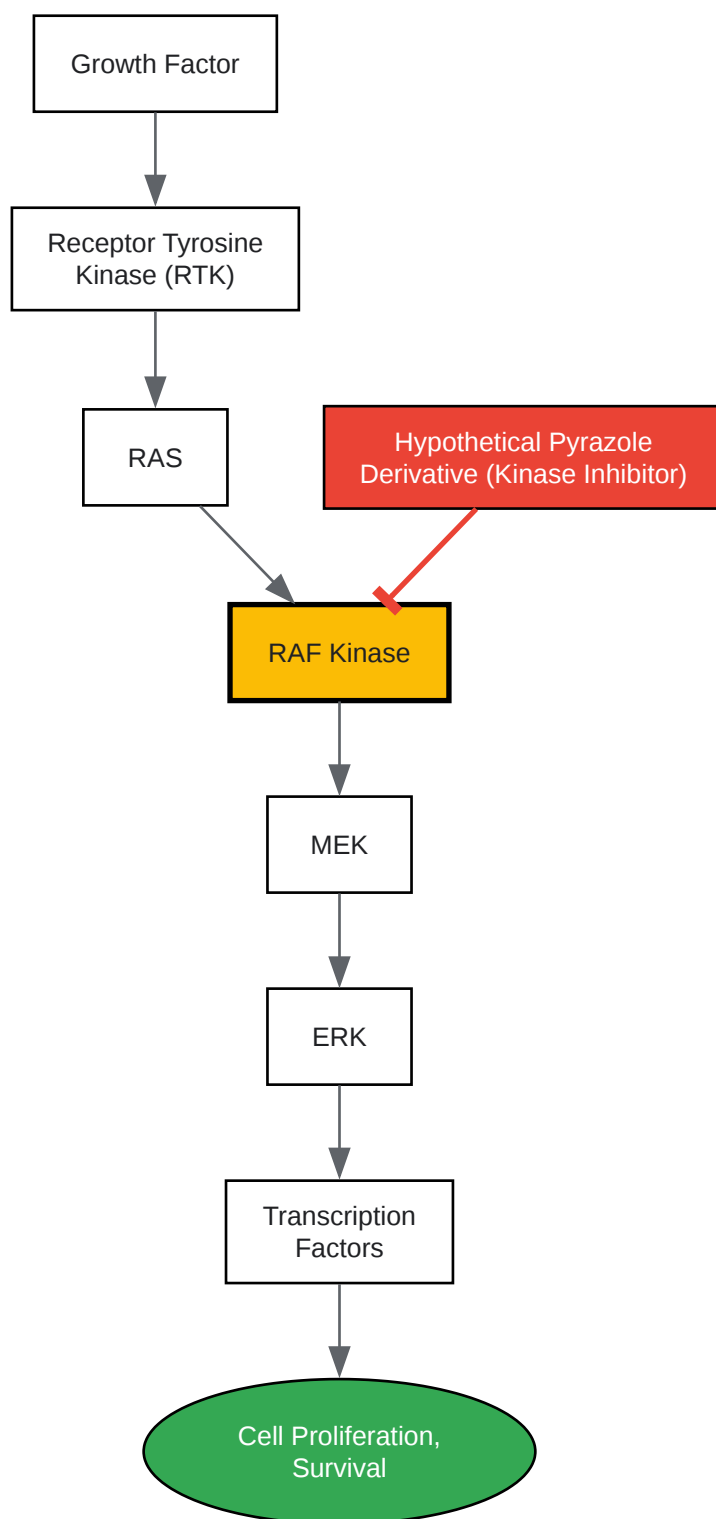 Growth Factor
Receptor Tyrosine
Kinase (RTK)
RAS
Hypothetical Pyrazole
Derivative (Kinase Inhibitor)
RAF Kinase
MEK
ERK
Transcription
Factors
Cell Proliferation,
Survival